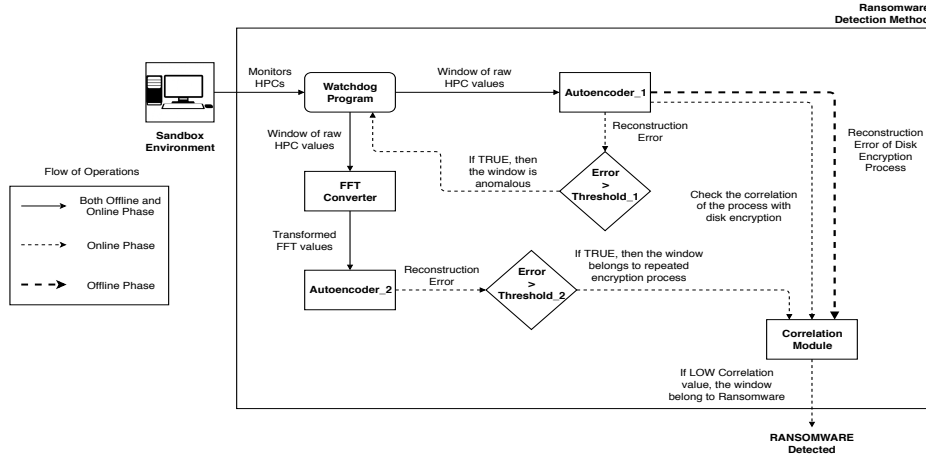 Ransomware
Detection Method
Monitors
HPCs
Watchdog
Program
Window of raw
HPC values
Autoencoder_1
Sandbox
Environment
Window of raw
HPC values
Reconstruction
Error
Reconstruction
Error of Disk
Encryption
Process
If TRUE, then
the window is
anomalous
Error
>
Threshold_1
Flow of Operations
Both Offline and
Online Phase
Online Phase
Offline Phase
FFT
Converter
Check the correlation
of the process with
disk encryption
Transformed
FFT values
Autoencoder_2
Reconstruction
Error
Error
>
Threshold_2
If TRUE, then the window
belongs to repeated
encryption process
Correlation
Module
If LOW Correlation
value, the window
belong to Ransomware
RANSOMWARE
Detected